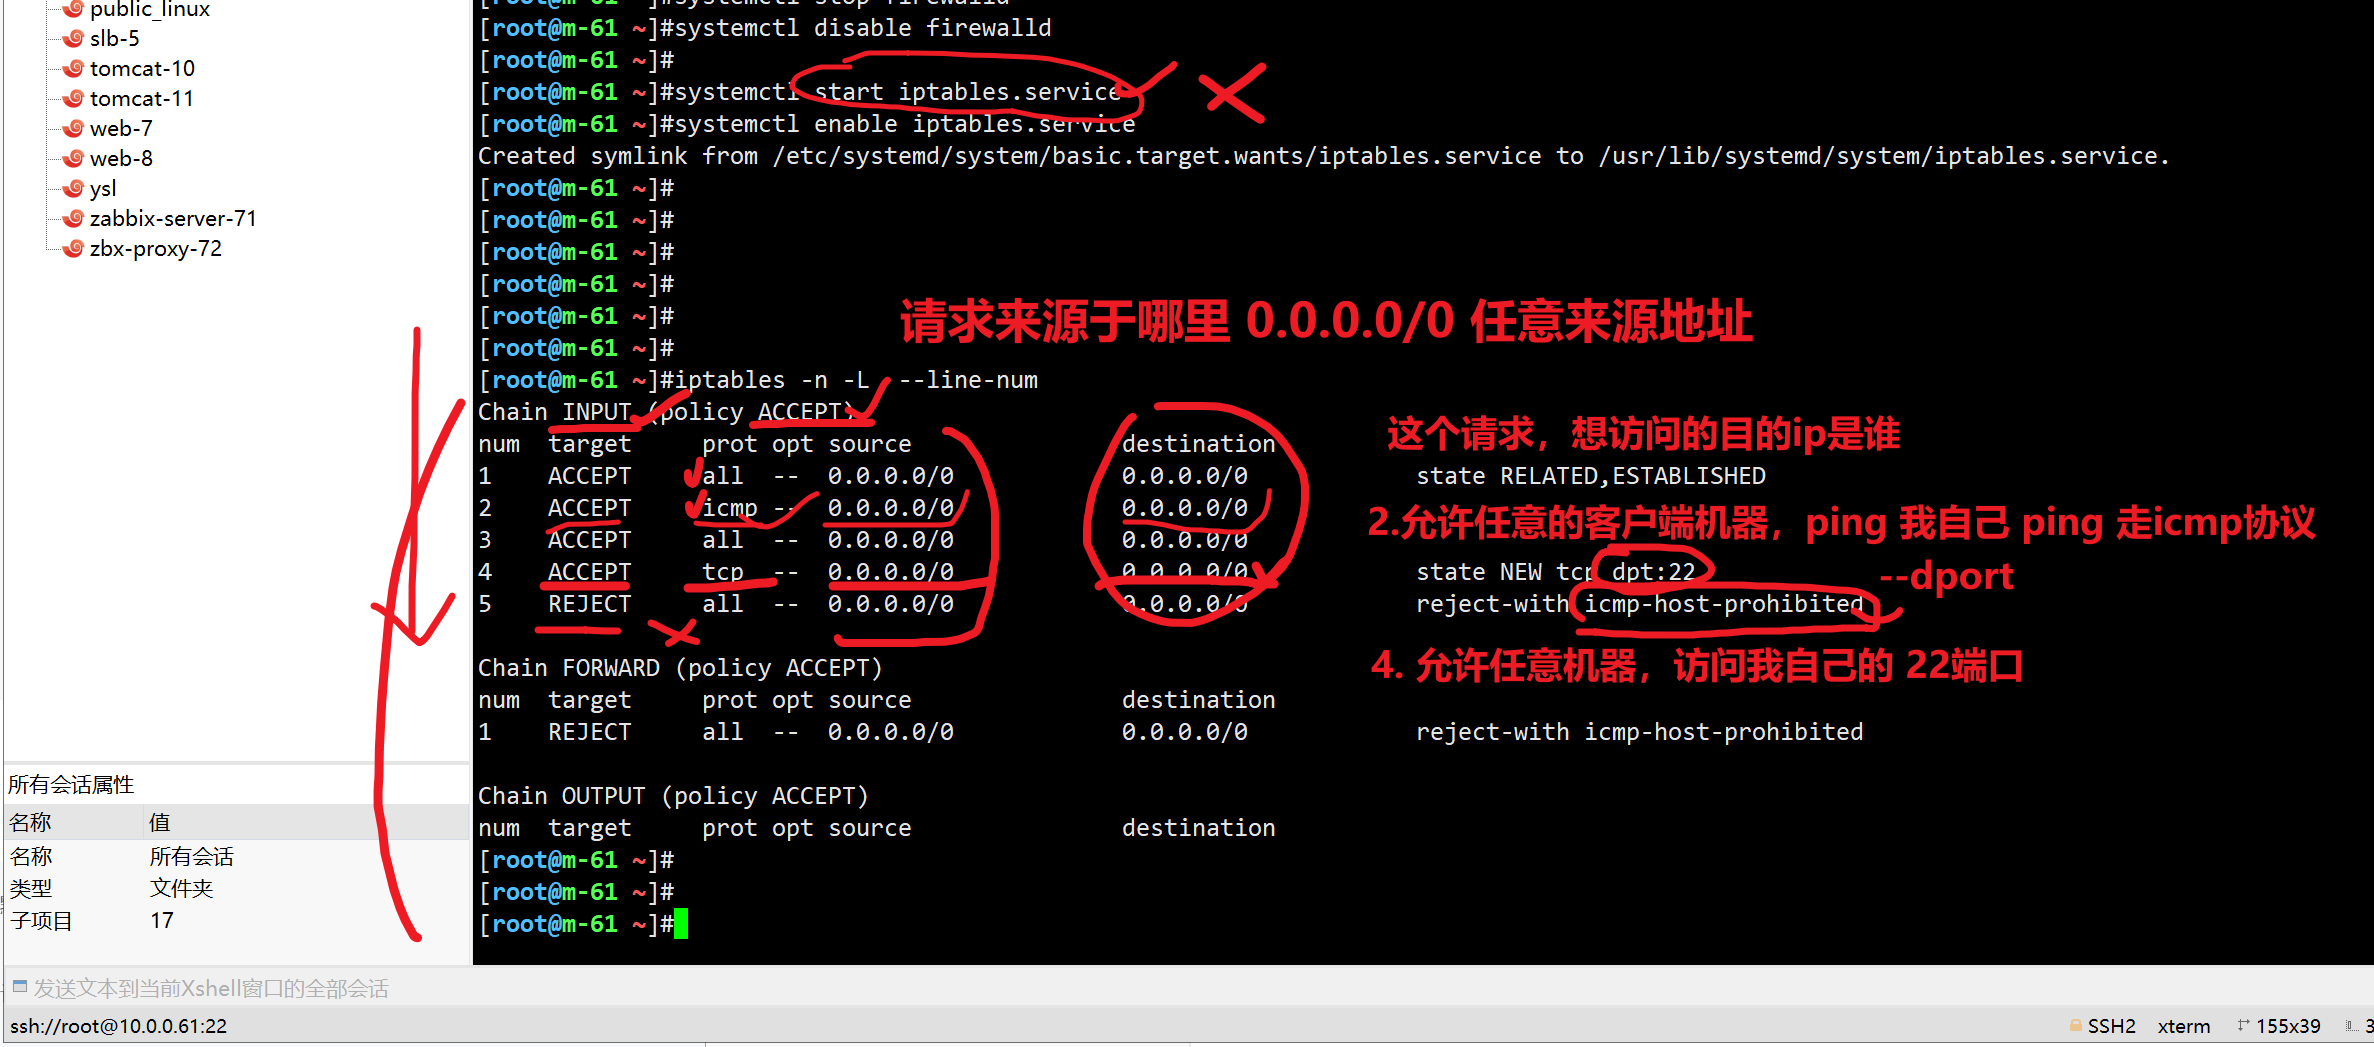 public_linux
slb-5
tomcat-10
tomcat-11
web-7
web-8
ysl
zabbix-server-71
zbx-proxy-72
所有会话属性
名称 值
名称 所有会话
类型 文件夹
子项目 17
[root@m-61 ~]#systemctl stop firewalld
[root@m-61 ~]#systemctl disable firewalld
[root@m-61 ~]#
[root@m-61 ~]#systemctl start iptables.service
[root@m-61 ~]#systemctl enable iptables.service
Created symlink from /etc/systemd/system/basic.target.wants/iptables.service to /usr/lib/systemd/system/iptables.service.
[root@m-61 ~]#
[root@m-61 ~]#
[root@m-61 ~]#
[root@m-61 ~]#
[root@m-61 ~]#
请求来源于哪里 0.0.0.0/0 任意来源地址
[root@m-61 ~]#
[root@m-61 ~]#iptables -n -L --line-num
Chain INPUT (policy ACCEPT)
num target prot opt source destination
这个请求，想访问的目的ip是谁
1 ACCEPT all -- 0.0.0.0/0 0.0.0.0/0 state RELATED,ESTABLISHED
2 ACCEPT icmp -- 0.0.0.0/0 0.0.0.0/0
2.允许任意的客户端机器，ping 我自己 ping 走icmp协议
3 ACCEPT all -- 0.0.0.0/0 0.0.0.0/0
4 ACCEPT tcp -- 0.0.0.0/0 0.0.0.0/0 state NEW tcp dpt:22
--dport
5 REJECT all -- 0.0.0.0/0 0.0.0.0/0 reject-with icmp-host-prohibited
4. 允许任意机器，访问我自己的 22端口
Chain FORWARD (policy ACCEPT)
num target prot opt source destination
1 REJECT all -- 0.0.0.0/0 0.0.0.0/0 reject-with icmp-host-prohibited
Chain OUTPUT (policy ACCEPT)
num target prot opt source destination
[root@m-61 ~]#
[root@m-61 ~]#
[root@m-61 ~]#
发送文本到当前Xshell窗口的全部会话
ssh://root@10.0.0.61:22 SSH2 xterm 155x39 3